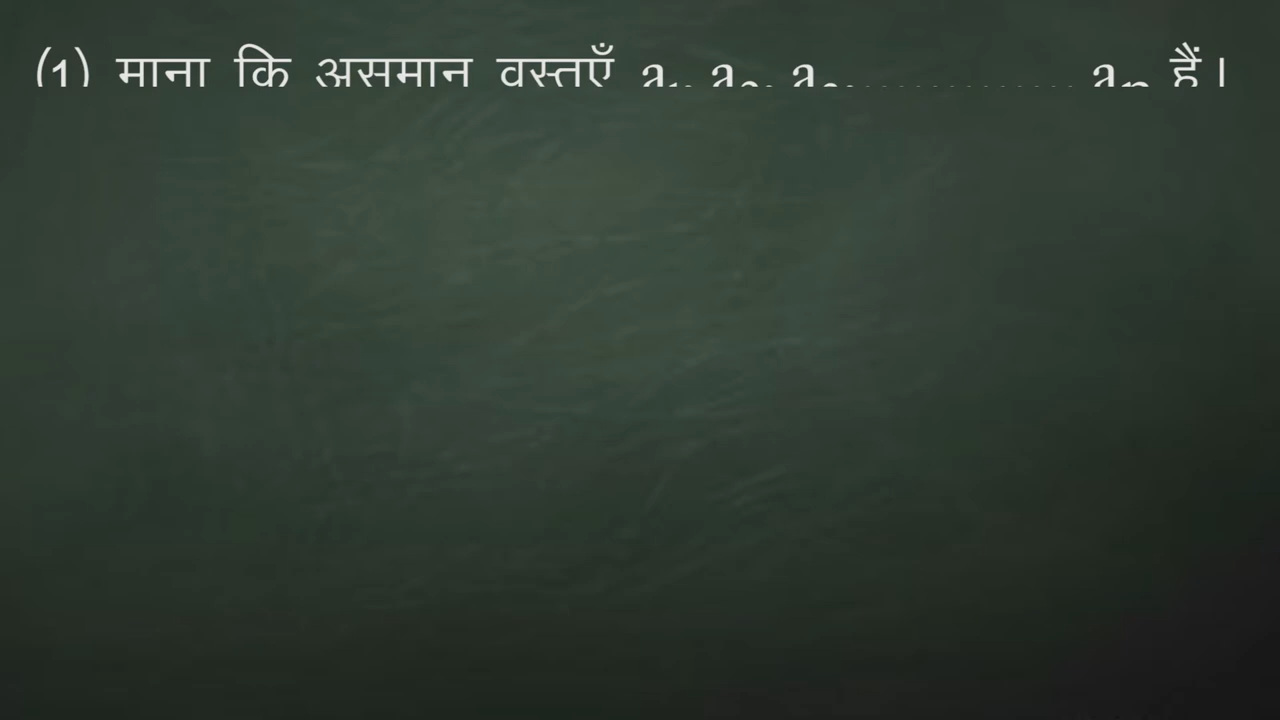 (1) माना कि असमान वस्तुएँ a₁, a₂, a₃,.................. aₙ हैं।